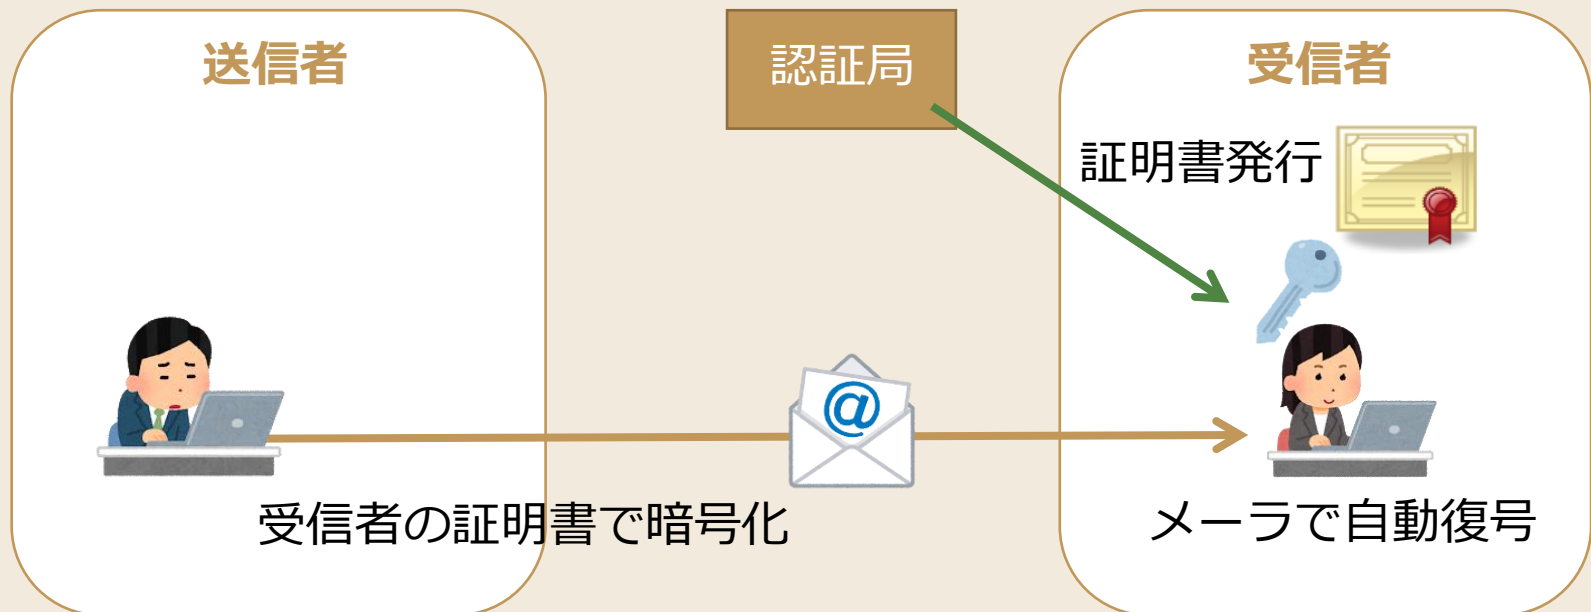 送信者
認証局
受信者
証明書発行
@
受信者の証明書で暗号化
メーラで自動復号